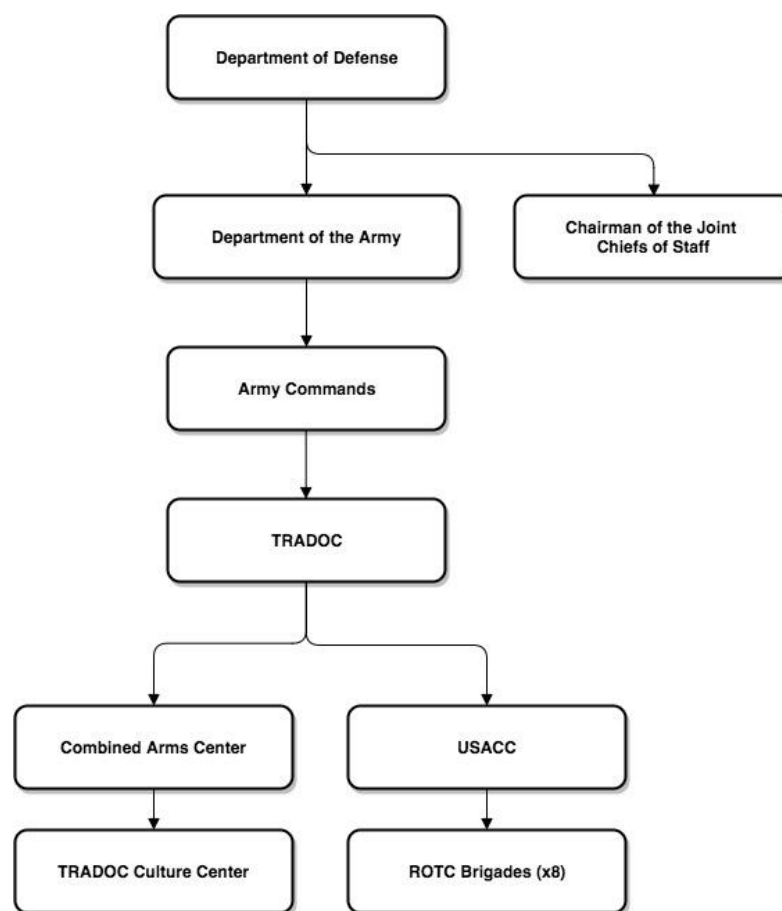 Department of Defense
Department of the Army
Chairman of the Joint
Chiefs of Staff
Army Commands
TRADOC
Combined Arms Center
USACC
TRADOC Culture Center
ROTC Brigades (x8)